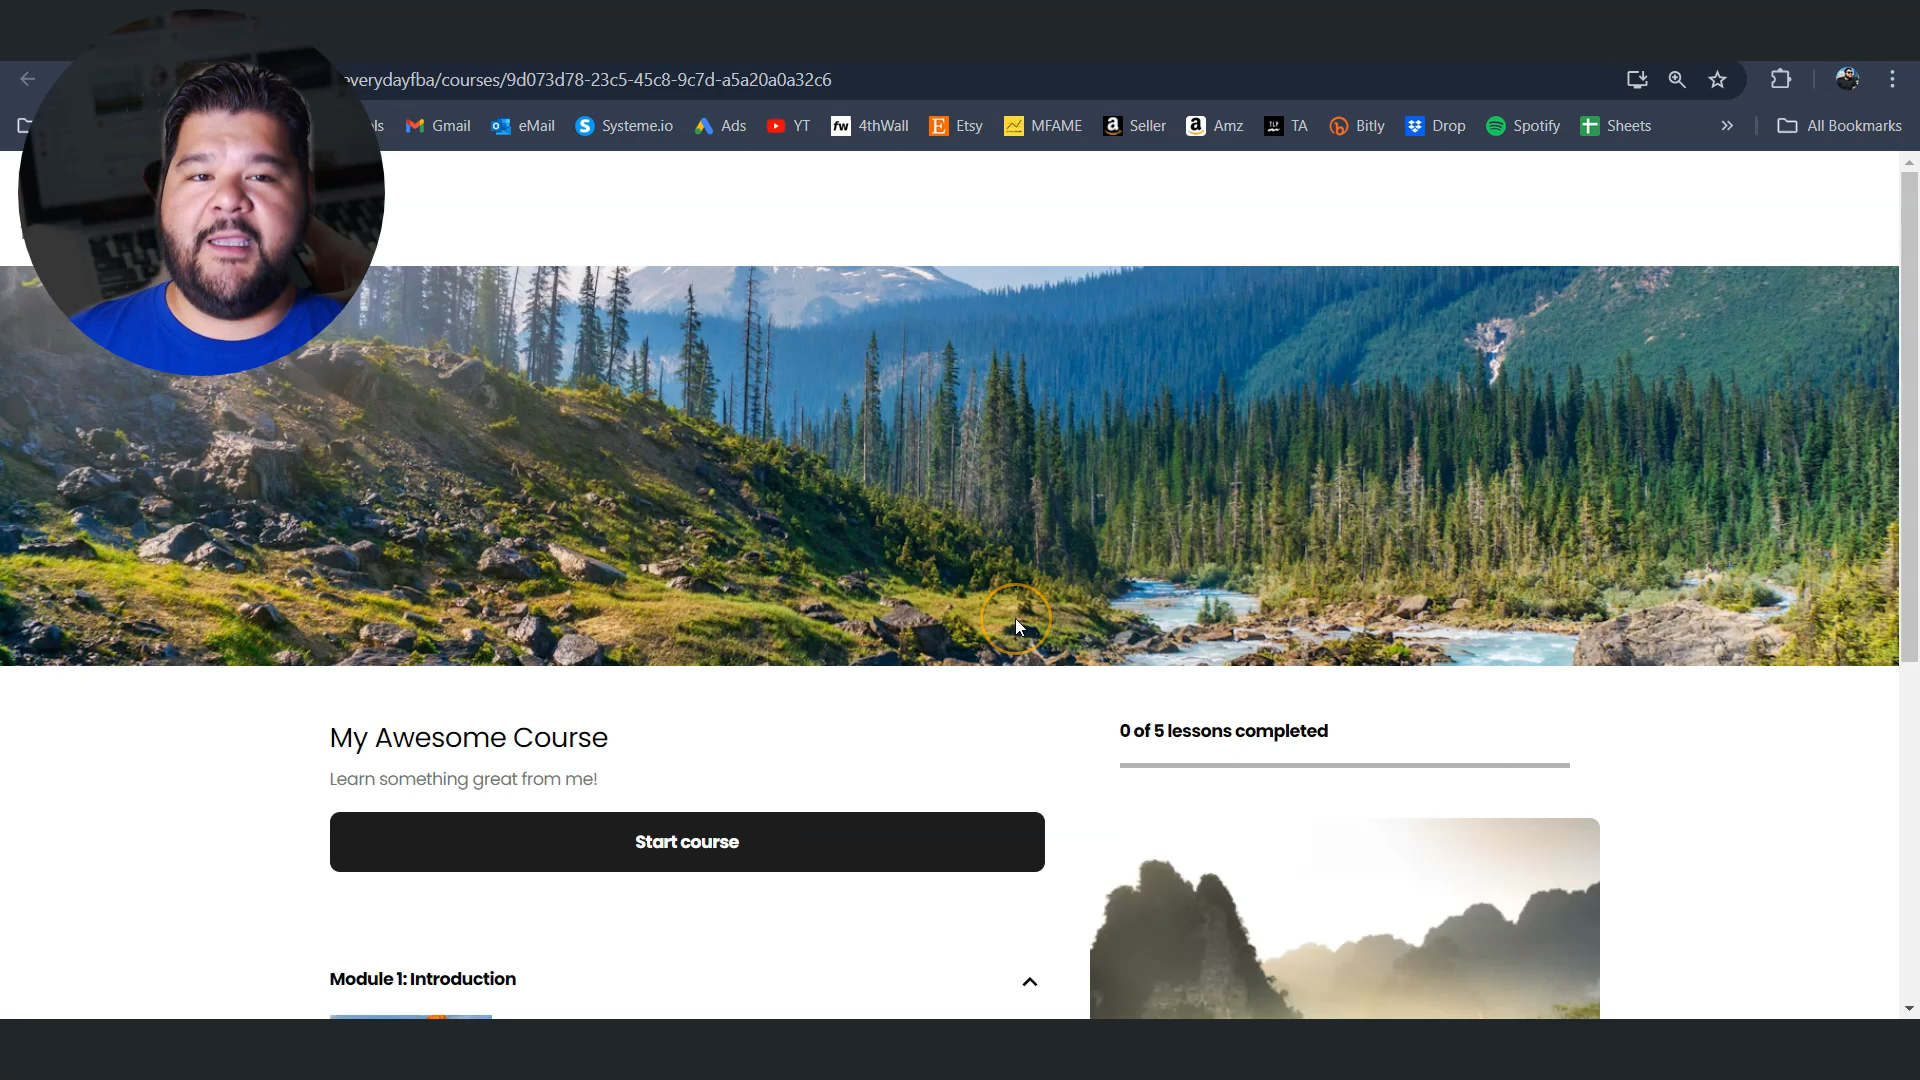 everydayfba/courses/9d073d78-23c5-45c8-9c7d-a5a20a0a32c6
ls Gmail eMail Systeme.io Ads YT fw 4thWall Etsy MFAME Seller Amz TA Bitly Drop Spotify Sheets All Bookmarks
My Awesome Course
Learn something great from me!
Start course
0 of 5 lessons completed
Module 1: Introduction